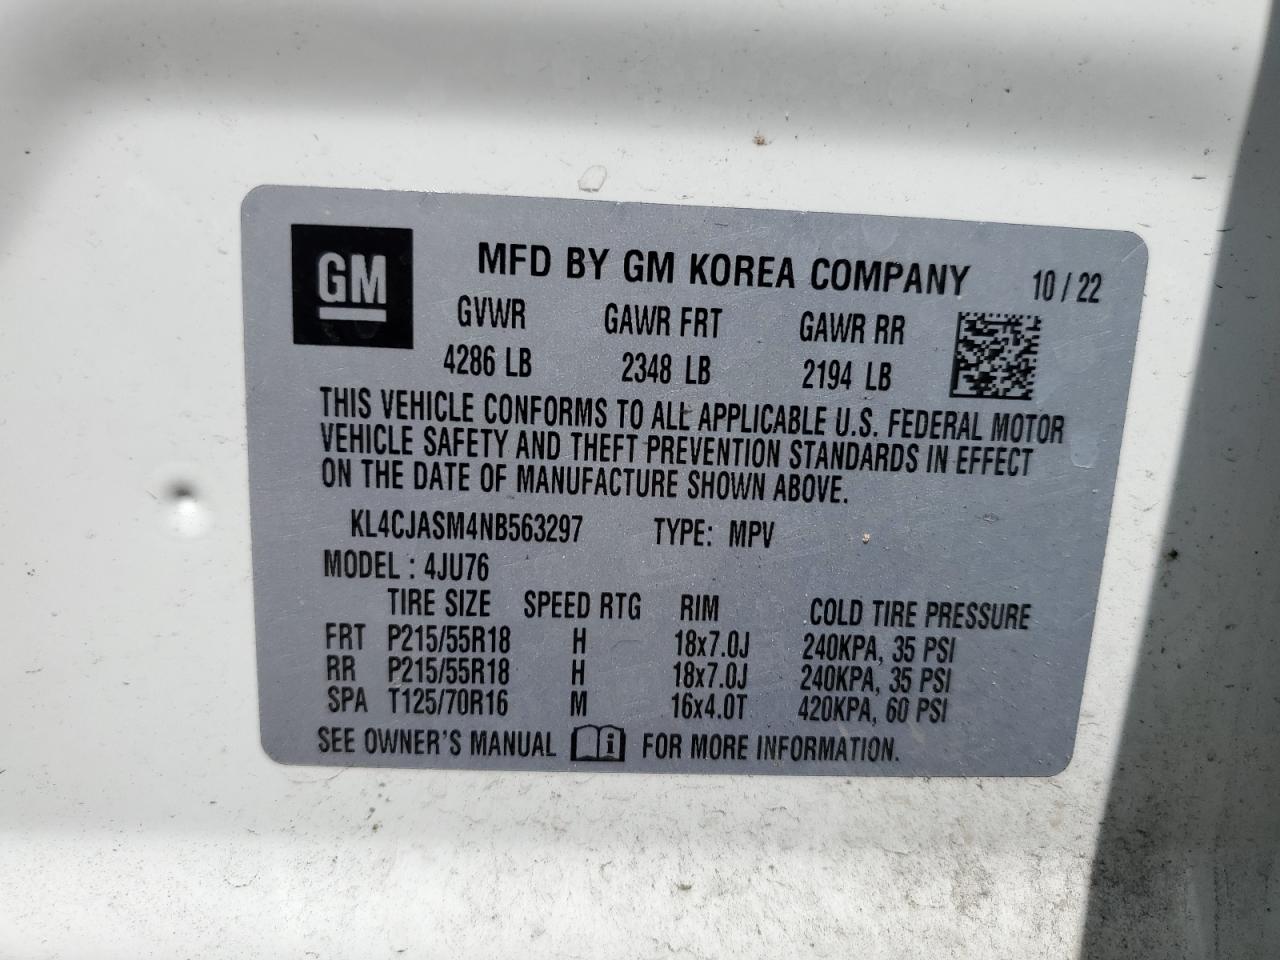 GM
MFD BY GM KOREA COMPANY 10/22
GVWR GAWR FRT GAWR RR
4286 LB 2348 LB 2194 LB
THIS VEHICLE CONFORMS TO ALL APPLICABLE U.S. FEDERAL MOTOR
VEHICLE SAFETY AND THEFT PREVENTION STANDARDS IN EFFECT
ON THE DATE OF MANUFACTURE SHOWN ABOVE.
KL4CJASM4NB563297 TYPE: MPV
MODEL : 4JU76
TIRE SIZE SPEED RTG RIM COLD TIRE PRESSURE
FRT P215/55R18 H 18x7.0J 240KPA, 35 PSI
RR P215/55R18 H 18x7.0J 240KPA, 35 PSI
SPA T125/70R16 M 16x4.0T 420KPA, 60 PSI
SEE OWNER'S MANUAL i FOR MORE INFORMATION.